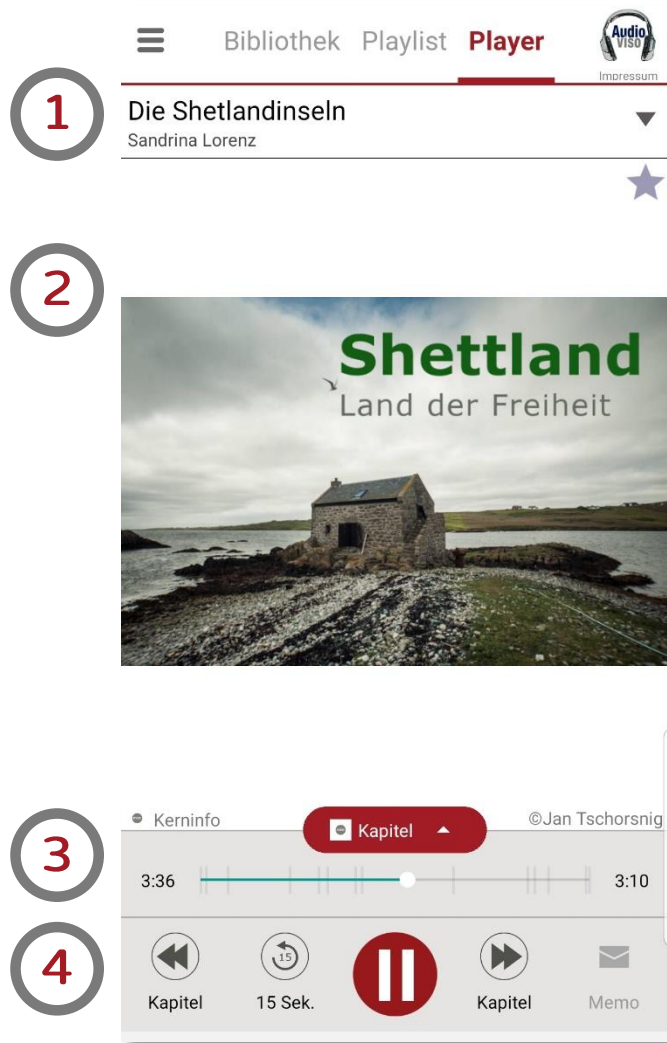 Bibliothek Playlist Player
Audio
VISO
Impressum
1
Die Shetlandinseln
Sandrina Lorenz
2
Shettland
Land der Freiheit
Kerninfo
Kapitel
©Jan Tschorsnig
3
3:36
3:10
4
15
Kapitel
15 Sek.
Kapitel
Memo